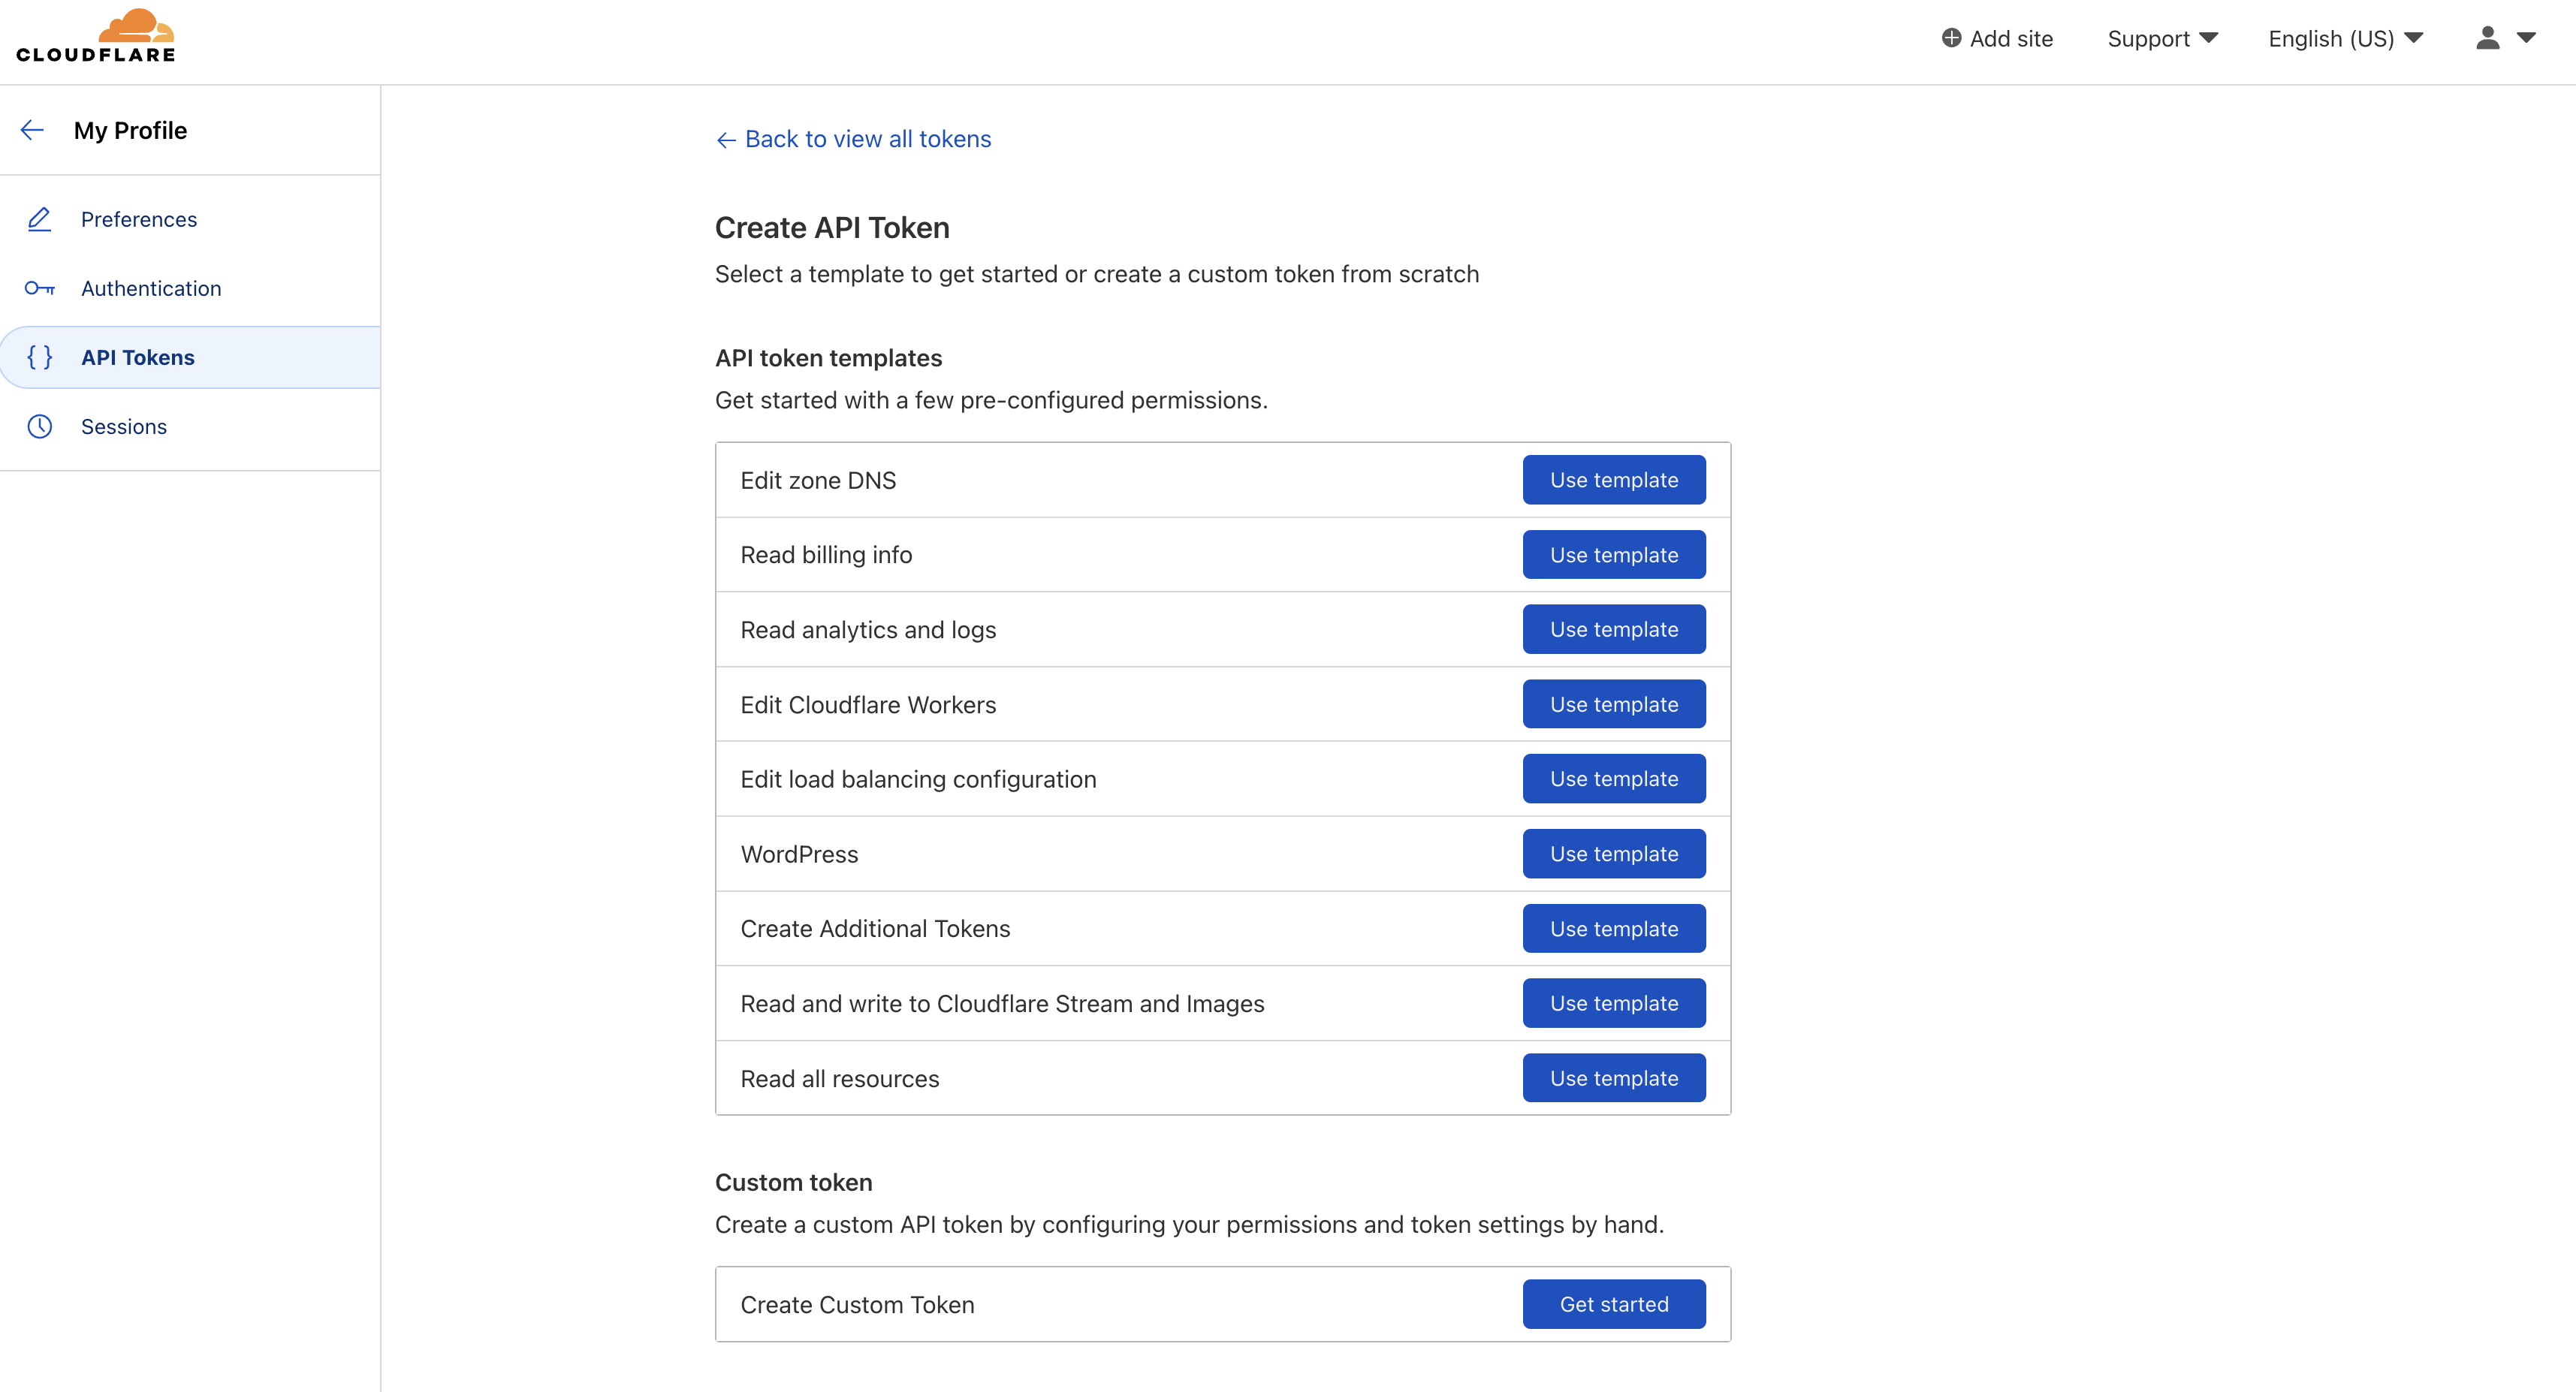 CLOUDFLARE
Add site
Support
English (US)
My Profile
Preferences
Authentication
API Tokens
Sessions
Back to view all tokens
Create API Token
Select a template to get started or create a custom token from scratch
API token templates
Get started with a few pre-configured permissions.
Edit zone DNS
Use template
Read billing info
Use template
Read analytics and logs
Use template
Edit Cloudflare Workers
Use template
Edit load balancing configuration
Use template
WordPress
Use template
Create Additional Tokens
Use template
Read and write to Cloudflare Stream and Images
Use template
Read all resources
Use template
Custom token
Create a custom API token by configuring your permissions and token settings by hand.
Create Custom Token
Get started